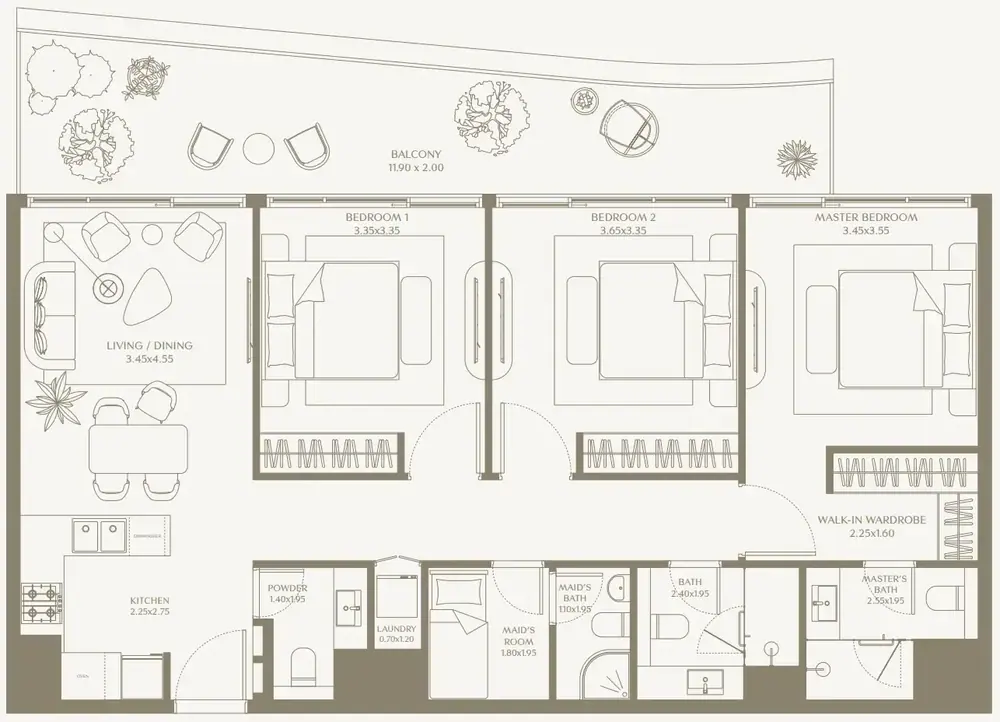 BALCONY
11.90 x 2.00
BEDROOM 1
3.35x3.35
BEDROOM 2
3.65x3.35
MASTER BEDROOM
3.45x3.55
LIVING / DINING
3.45x4.55
WALK-IN WARDROBE
2.25x1.60
KITCHEN
2.25x2.75
POWDER
1.40x1.95
LAUNDRY
0.70x1.20
MAID'S
ROOM
1.80x1.95
MAID'S
BATH
1.10x1.95
BATH
2.40x1.95
MASTER'S
BATH
2.55x1.95